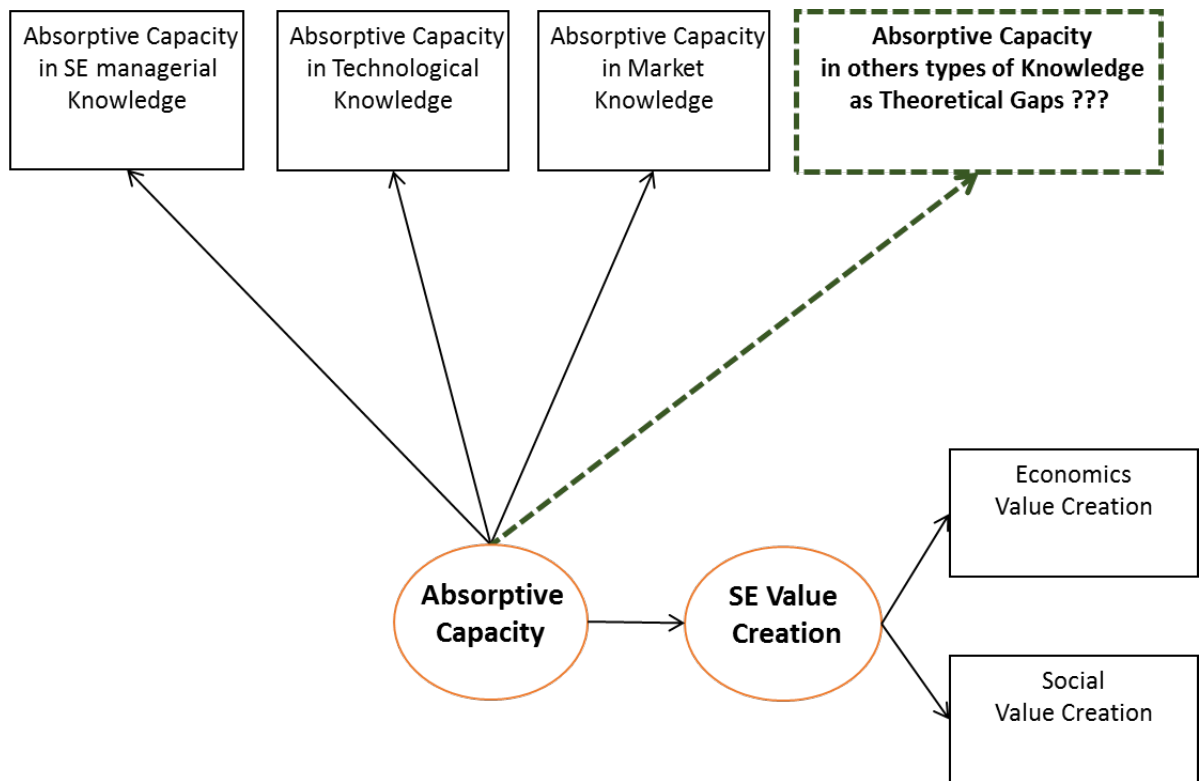 Absorptive Capacity
in SE managerial
Knowledge
Absorptive Capacity
in Technological
Knowledge
Absorptive Capacity
in Market
Knowledge
Absorptive Capacity
in others types of Knowledge
as Theoretical Gaps ???
Absorptive
Capacity
SE Value
Creation
Economics
Value Creation
Social
Value Creation